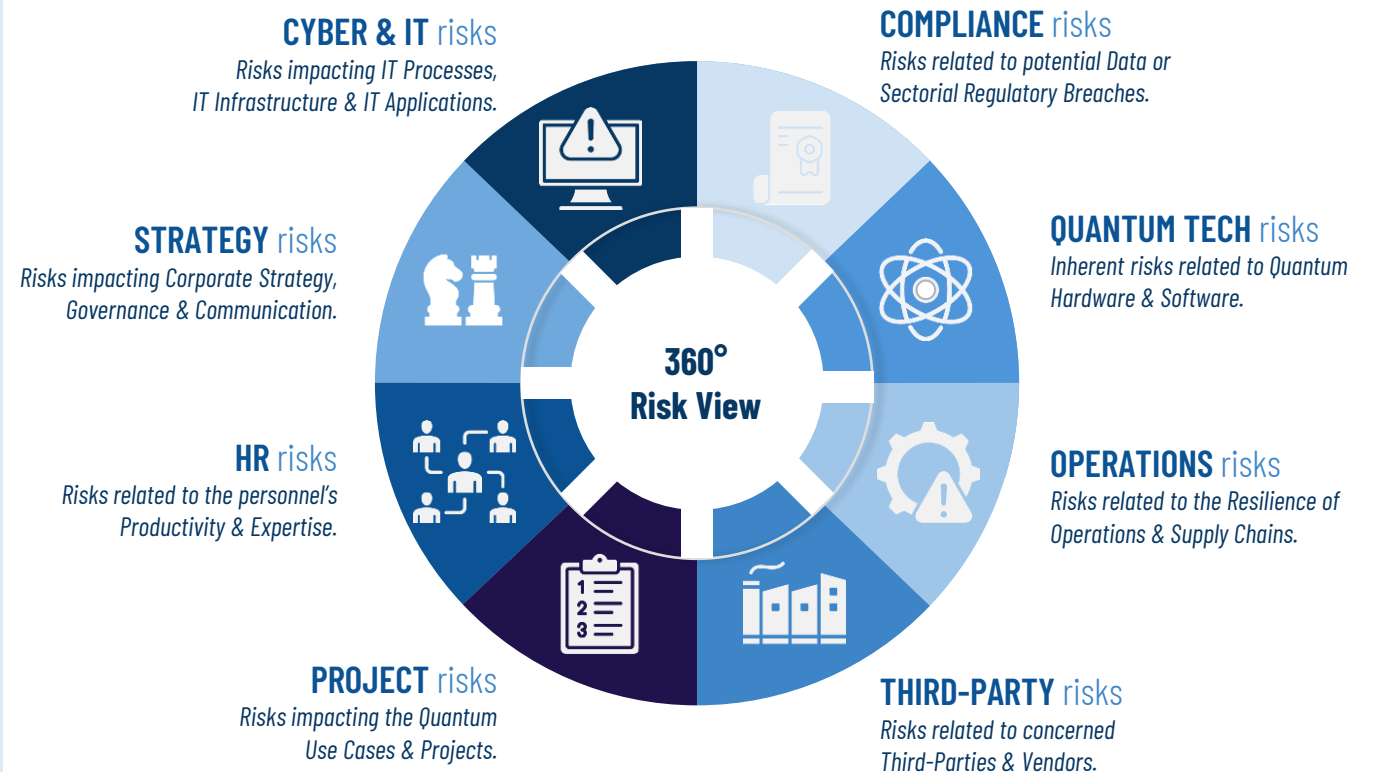 CYBER & IT risks
Risks impacting IT Processes,
IT Infrastructure & IT Applications.
COMPLIANCE risks
Risks related to potential Data or
Sectorial Regulatory Breaches.
STRATEGY risks
Risks impacting Corporate Strategy,
Governance & Communication.
QUANTUM TECH risks
Inherent risks related to Quantum
Hardware & Software.
360°
Risk View
HR risks
Risks related to the personnel's
Productivity & Expertise.
OPERATIONS risks
Risks related to the Resilience of
Operations & Supply Chains.
1
2
3
PROJECT risks
Risks impacting the Quantum
Use Cases & Projects.
THIRD-PARTY risks
Risks related to concerned
Third-Parties & Vendors.